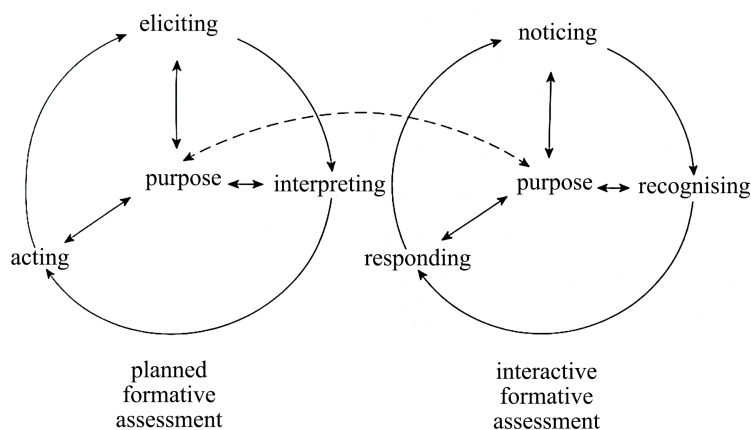 eliciting
purpose
interpreting
acting
planned
formative
assessment
noticing
purpose
recognising
responding
interactive
formative
assessment